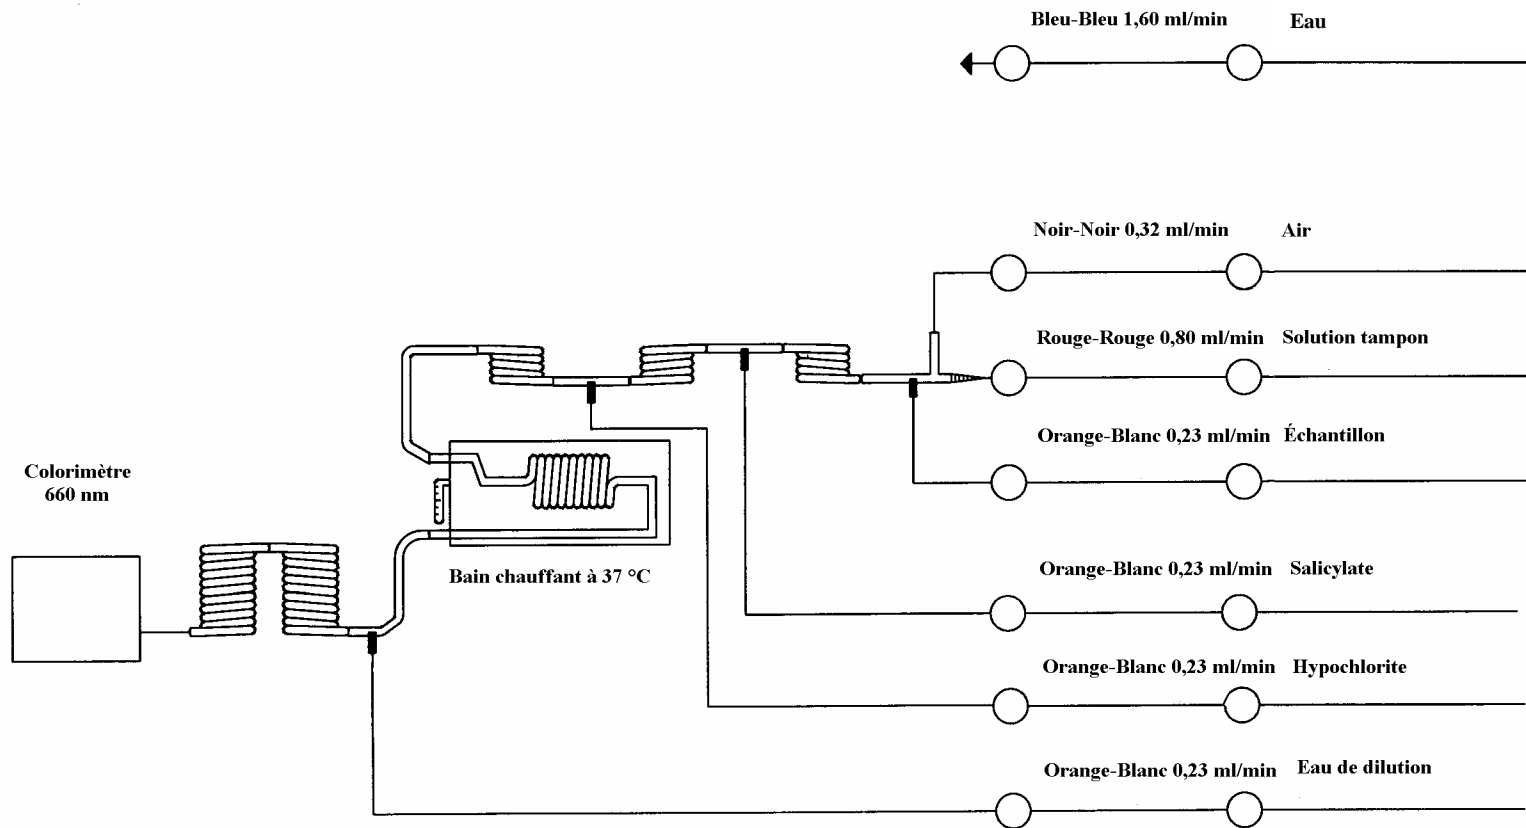 Bleu-Bleu 1,60 ml/min Eau
Noir-Noir 0,32 ml/min Air
Rouge-Rouge 0,80 ml/min Solution tampon
Orange-Blanc 0,23 ml/min Échantillon
Colorimètre
660 nm
Bain chauffant à 37 °C
Orange-Blanc 0,23 ml/min Salicylate
Orange-Blanc 0,23 ml/min Hypochlorite
Orange-Blanc 0,23 ml/min Eau de dilution